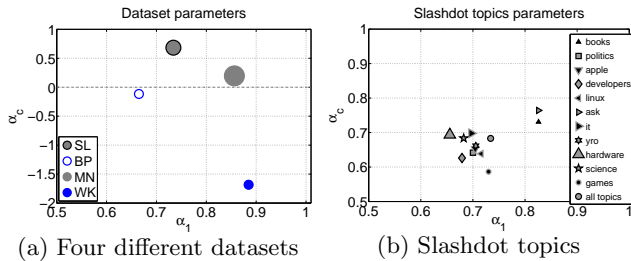 Dataset parameters
α_c
1
0.5
0
−0.5
−1
−1.5
−2
SL
BP
MN
WK
0.5 0.6 0.7 0.8 0.9 1
α_1
(a) Four different datasets
Slashdot topics parameters
α_c
1
0.9
0.8
0.7
0.6
0.5
books
politics
apple
developers
linux
ask
it
yro
hardware
science
games
all topics
0.5 0.6 0.7 0.8 0.9 1
α_1
(b) Slashdot topics